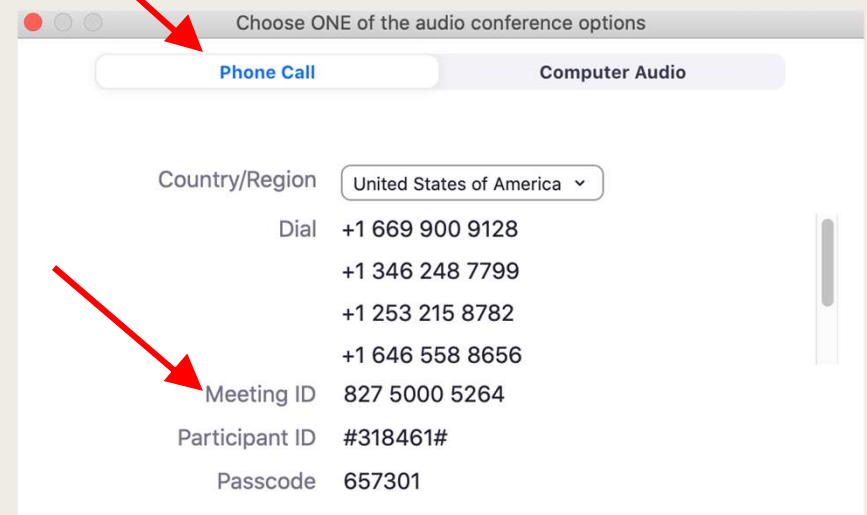 Choose ONE of the audio conference options
Phone Call Computer Audio
Country/Region United States of America
Dial +1 669 900 9128
+1 346 248 7799
+1 253 215 8782
+1 646 558 8656
Meeting ID 827 5000 5264
Participant ID #318461#
Passcode 657301